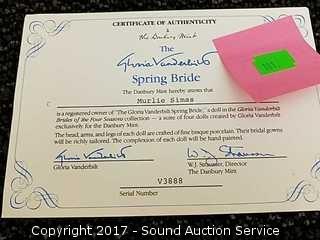 CERTIFICATE OF AUTHENTICITY
The Danbury Mint
The
Gloria Vanderbilt
Spring Bride
The Danbury Mint hereby attests that
Murlie Simas
is a registered owner of "The Gloria Vanderbilt Spring Bride," a doll in the Gloria Vanderbilt
Brides of the Four Seasons collection — a suite of four dolls created by Gloria Vanderbilt
exclusively for the Danbury Mint.
The head, arms, and legs of each doll are crafted of fine bisque porcelain. Their bridal gowns
will be richly tailored. The complexion of each doll will be hand painted.
Gloria Vanderbilt
Gloria Vanderbilt
Director
The Danbury Mint
V3888
Serial Number
Copyright 2017 - Sound Auction Service